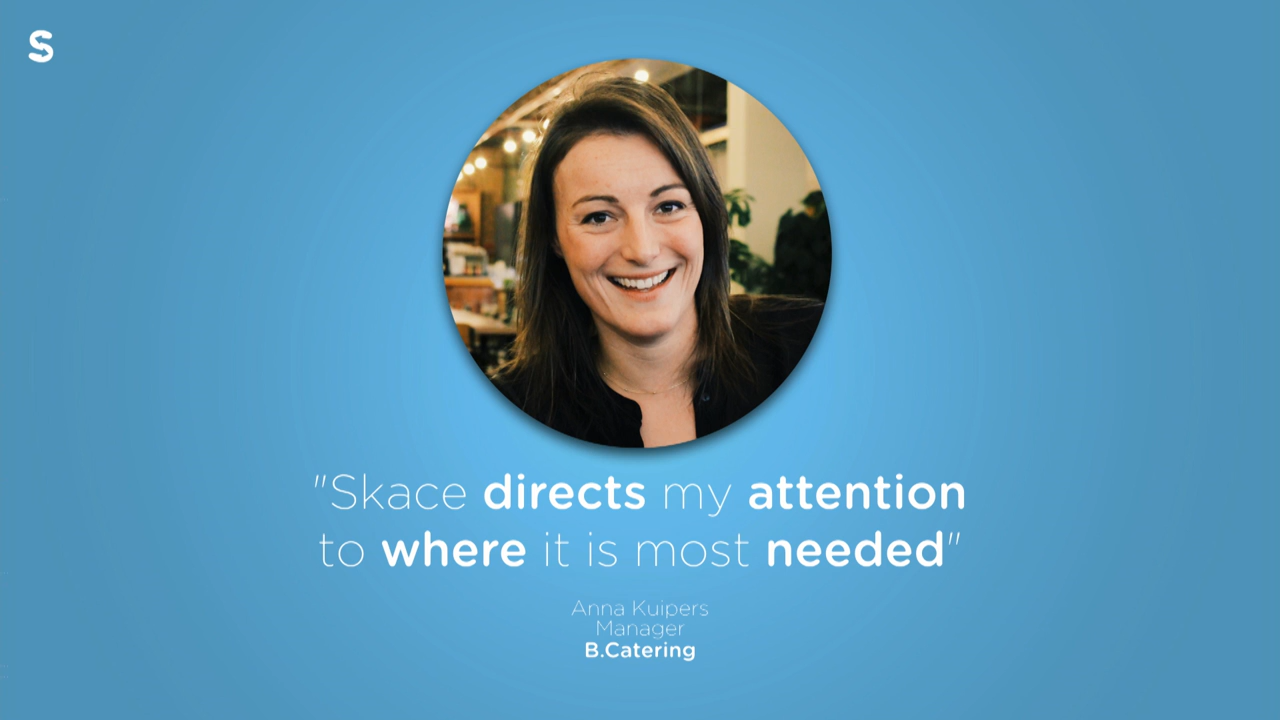 S
"Skace directs my attention
to where it is most needed"
Anna Kuipers
Manager
B.Catering